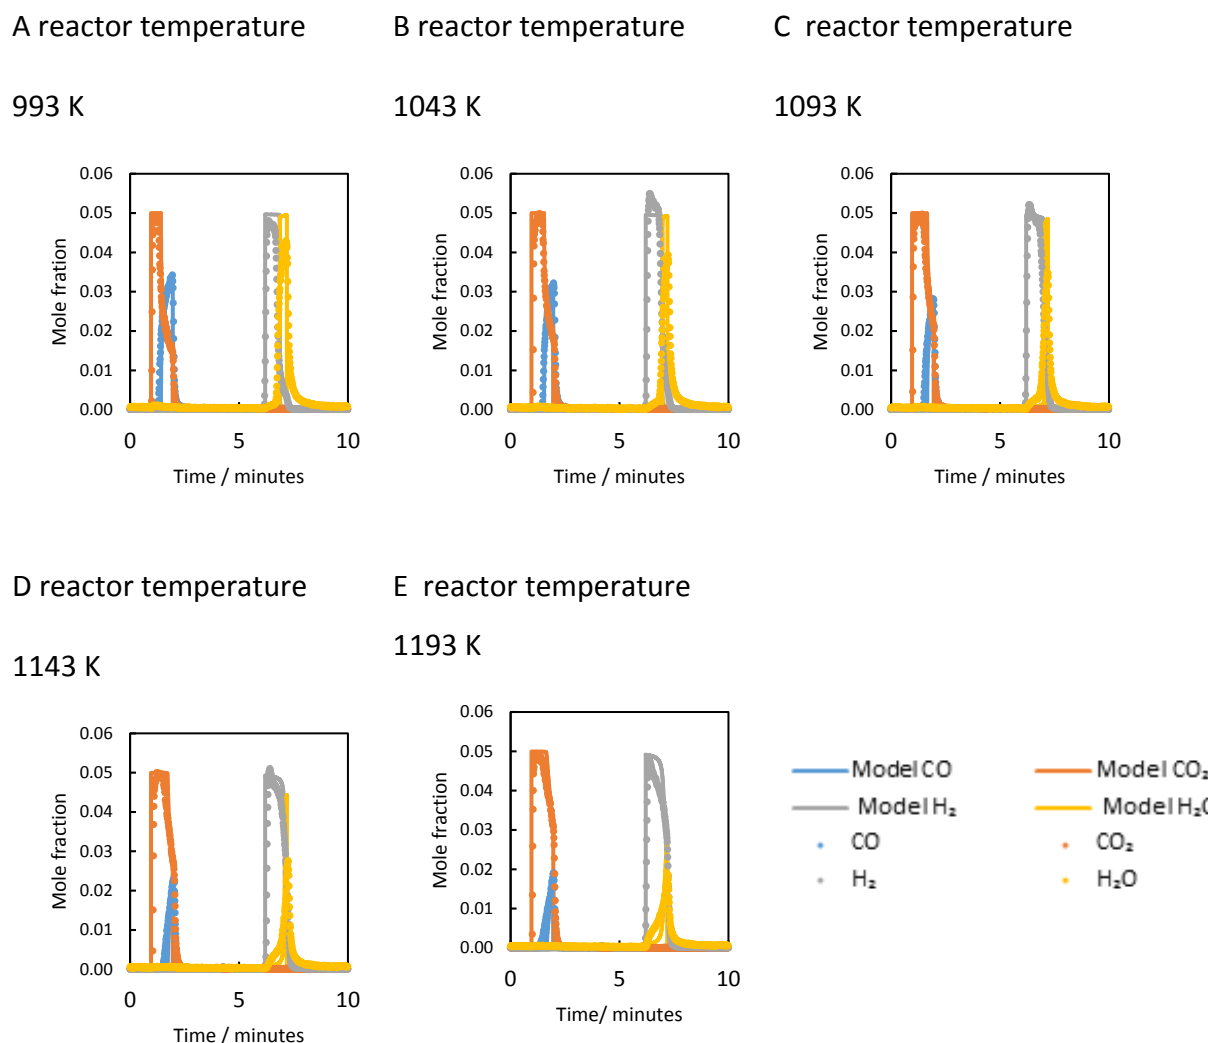 A reactor temperature
993 K
B reactor temperature
1043 K
C reactor temperature
1093 K
0.06
0.05
0.04
0.03
0.02
0.01
0.00
Mole fration
0 5 10
Time / minutes
0.06
0.05
0.04
0.03
0.02
0.01
0.00
Mole fraction
0 5 10
Time / minutes
0.06
0.05
0.04
0.03
0.02
0.01
0.00
Mole fraction
0 5 10
Time / minutes
D reactor temperature
1143 K
E reactor temperature
1193 K
0.06
0.05
0.04
0.03
0.02
0.01
0.00
Mole fraction
0 5 10
Time / minutes
0.06
0.05
0.04
0.03
0.02
0.01
0.00
Mole fraction
0 5 10
Time/ minutes
Model CO
Model CO₂
Model H₂
Model H₂O
CO
CO₂
H₂
H₂O